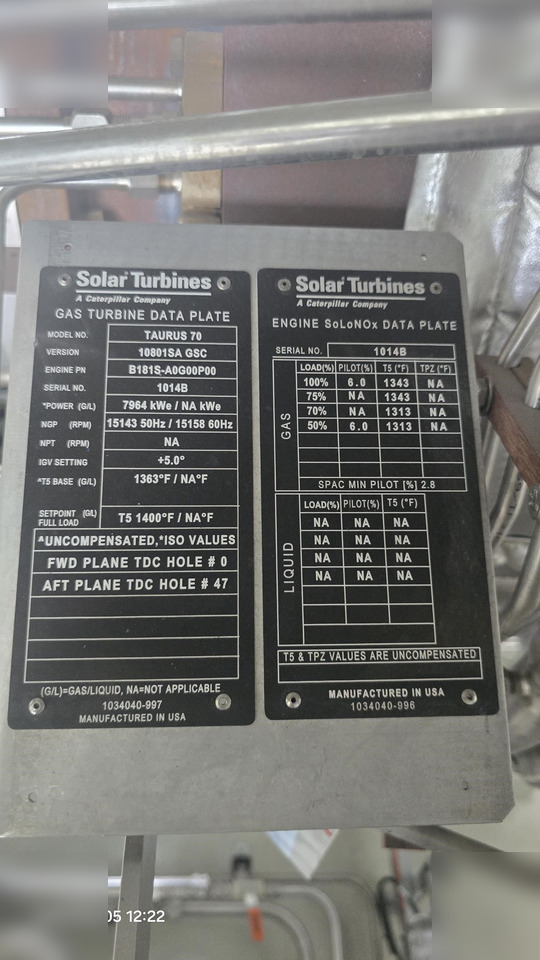 Solar Turbines
A Caterpillar Company
GAS TURBINE DATA PLATE
MODEL NO. TAURUS 70
VERSION 10801SA GSC
ENGINE PN B181S-A0G00P00
SERIAL NO. 1014B
*POWER (G/L) 7964 kWe / NA kWe
NGP (RPM) 15143 50Hz / 15158 60Hz
NPT (RPM) NA
IGV SETTING +5.0°
^T5 BASE (G/L) 1363°F / NA°F
SETPOINT (G/L)
FULL LOAD T5 1400°F / NA°F
^UNCOMPENSATED,*ISO VALUES
FWD PLANE TDC HOLE # 0
AFT PLANE TDC HOLE # 47
(G/L)=GAS/LIQUID, NA=NOT APPLICABLE
1034040-997
MANUFACTURED IN USA
Solar Turbines
A Caterpillar Company
ENGINE SoLoNOx DATA PLATE
SERIAL NO. 1014B
GAS
LOAD(%) PILOT(%) T5 (°F) TPZ (°F)
100% 6.0 1343 NA
75% NA 1343 NA
70% NA 1313 NA
50% 6.0 1313 NA
SPAC MIN PILOT [%] 2.8
LIQUID
LOAD(%) PILOT(%) T5 (°F)
NA NA NA
NA NA NA
NA NA NA
NA NA NA
T5 & TPZ VALUES ARE UNCOMPENSATED
MANUFACTURED IN USA
1034040-996
05 12:22